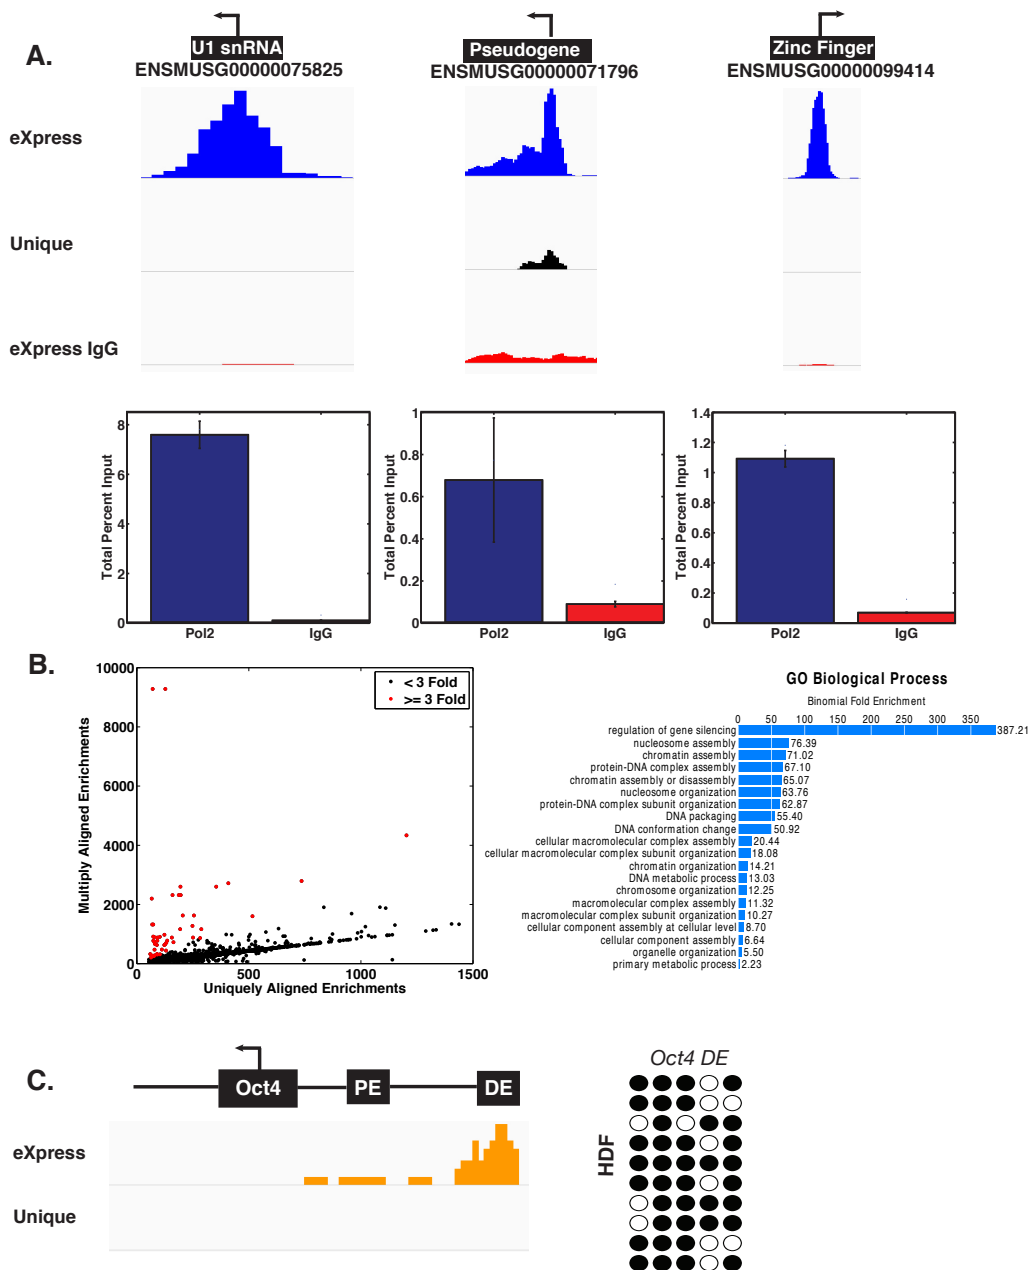 A.
U1 snRNA
ENSMUSG00000075825
Pseudogene
ENSMUSG00000071796
Zinc Finger
ENSMUSG00000099414
eXpress
Unique
eXpress IgG
Total Percent Input
8
6
4
2
0
Pol2
IgG
Total Percent Input
1
0.8
0.6
0.4
0.2
0
Pol2
IgG
Total Percent Input
1.4
1.2
1
0.8
0.6
0.4
0.2
0
Pol2
IgG
B.
Multiply Aligned Enrichments
10000
8000
6000
4000
2000
0
0
500
1000
1500
Uniquely Aligned Enrichments
< 3 Fold
>= 3 Fold
GO Biological Process
Binomial Fold Enrichment
0 50 100 150 200 250 300 350
regulation of gene silencing 387.21
nucleosome assembly 76.39
chromatin assembly 71.02
protein-DNA complex assembly 67.10
chromatin assembly or disassembly 65.07
nucleosome organization 63.76
protein-DNA complex subunit organization 62.87
DNA packaging 55.40
DNA conformation change 50.92
cellular macromolecular complex assembly 20.44
cellular macromolecular complex subunit organization 18.08
chromatin organization 14.21
DNA metabolic process 13.03
chromosome organization 12.25
macromolecular complex assembly 11.32
macromolecular complex subunit organization 10.27
cellular component assembly at cellular level 8.70
cellular component assembly 6.64
organelle organization 5.50
primary metabolic process 2.23
C.
Oct4
PE
DE
eXpress
Unique
Oct4 DE
HDF